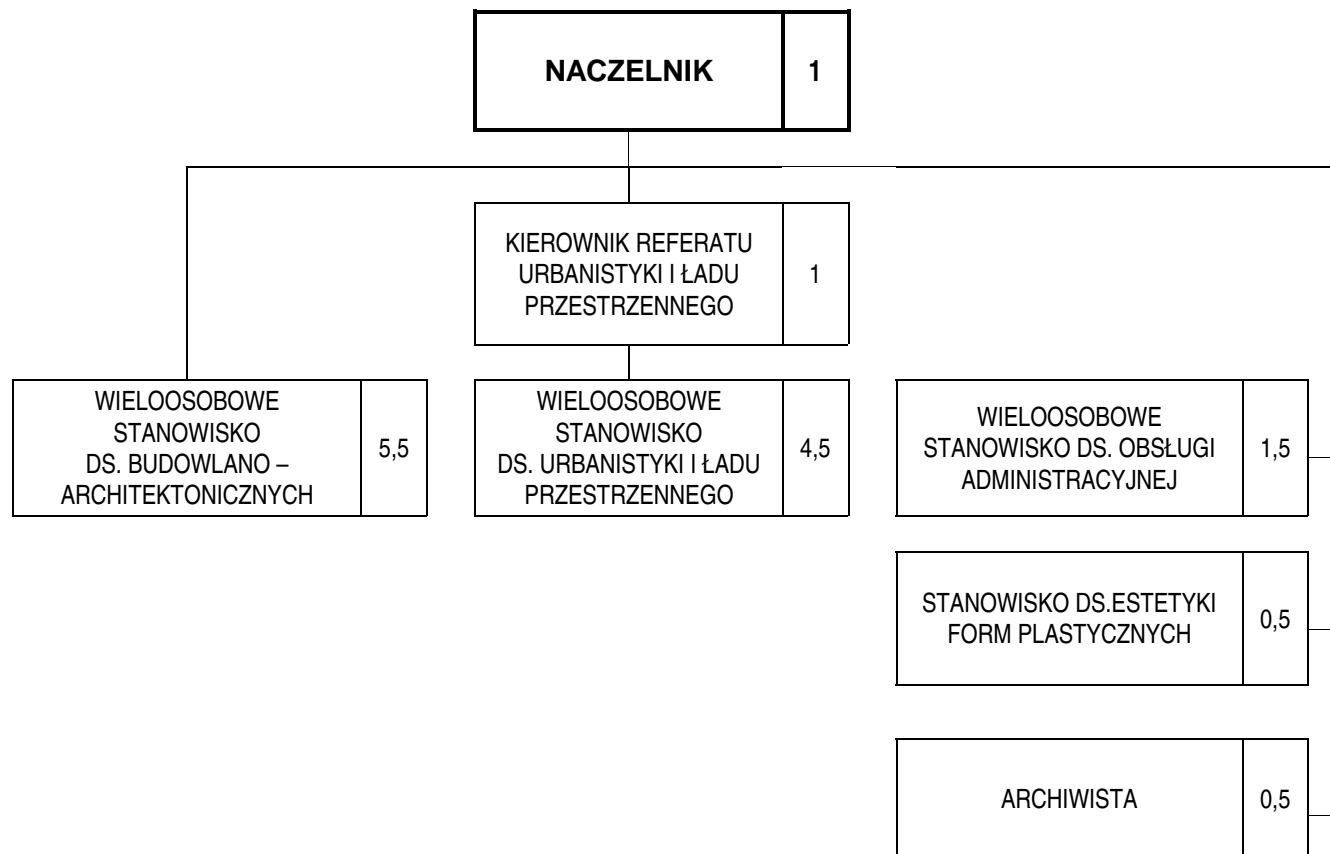 NACZELNIK 1
KIEROWNIK REFERATU
URBANISTYKI I ŁADU
PRZESTRZENNEGO
1
WIELOOSOBOWE
STANOWISKO
DS. BUDOWLANO –
ARCHITEKTONICZNYCH
5,5
WIELOOSOBOWE
STANOWISKO
DS. URBANISTYKI I ŁADU
PRZESTRZENNEGO
4,5
WIELOOSOBOWE
STANOWISKO DS. OBSŁUGI
ADMINISTRACYJNEJ
1,5
STANOWISKO DS.ESTETYKI
FORM PLASTYCZNYCH
0,5
ARCHIWISTA 0,5